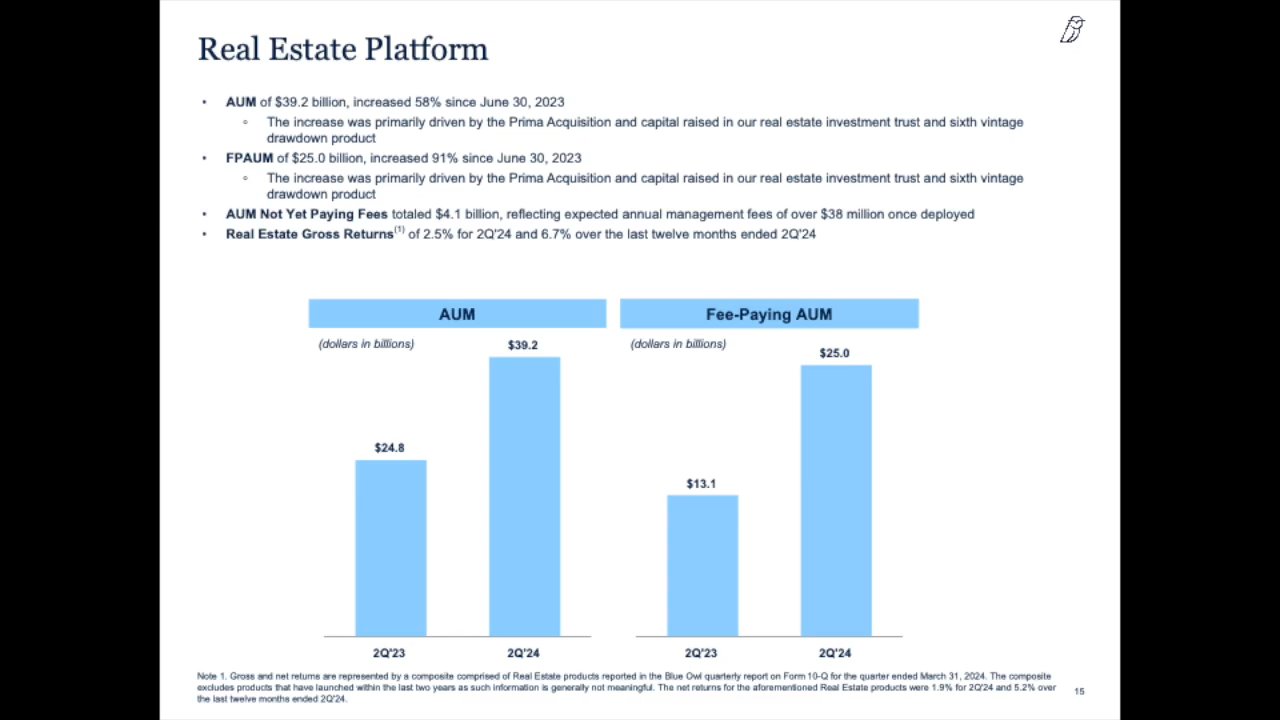 Real Estate Platform
• AUM of $39.2 billion, increased 58% since June 30, 2023
◦ The increase was primarily driven by the Prima Acquisition and capital raised in our real estate investment trust and sixth vintage
drawdown product
• FPAUM of $25.0 billion, increased 91% since June 30, 2023
◦ The increase was primarily driven by the Prima Acquisition and capital raised in our real estate investment trust and sixth vintage
drawdown product
• AUM Not Yet Paying Fees totaled $4.1 billion, reflecting expected annual management fees of over $38 million once deployed
• Real Estate Gross Returns(1) of 2.5% for 2Q'24 and 6.7% over the last twelve months ended 2Q'24
AUM
(dollars in billions)
$39.2
$24.8
2Q'23 2Q'24
Fee-Paying AUM
(dollars in billions)
$25.0
$13.1
2Q'23 2Q'24
Note 1. Gross and net returns are represented by a composite comprised of Real Estate products reported in the Blue Owl quarterly report on Form 10-Q for the quarter ended March 31, 2024. The composite
excludes products that have launched within the last two years as such information is generally not meaningful. The net returns for the aforementioned Real Estate products were 1.9% for 2Q'24 and 5.2% over
the last twelve months ended 2Q'24.
15